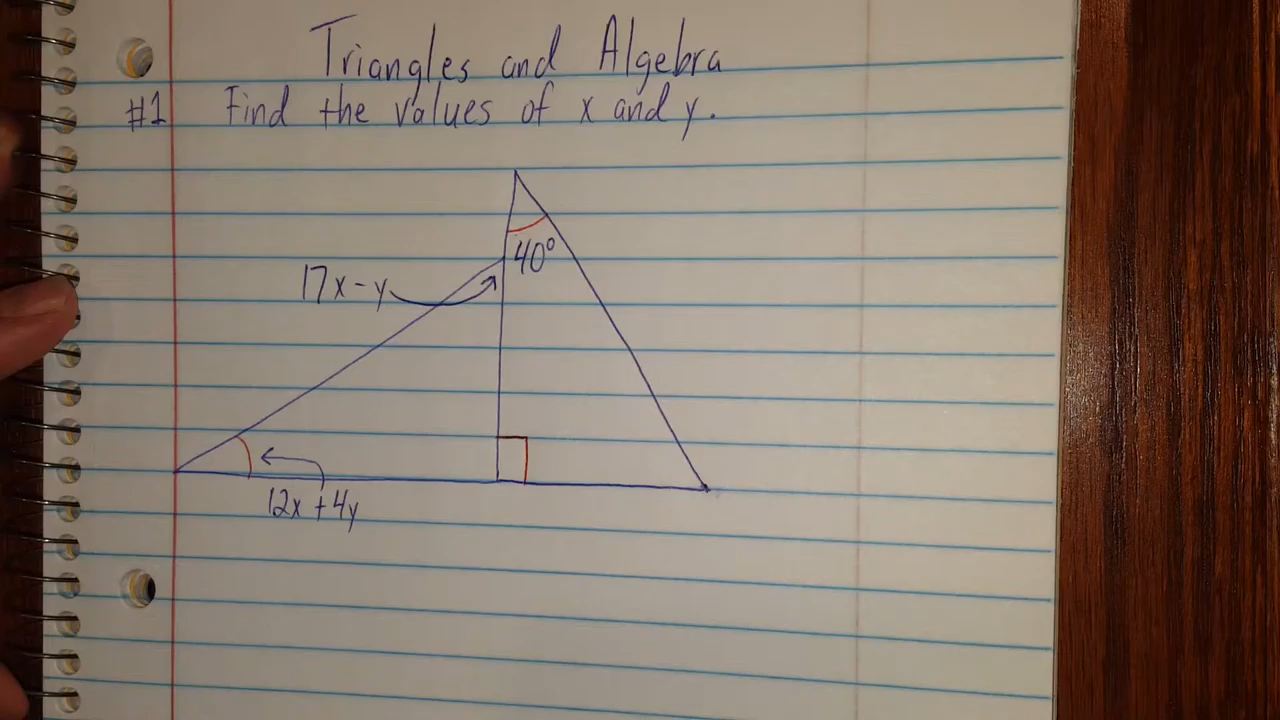 Triangles and Algebra
#1 Find the values of x and y.
40°
17x-y
12x+4y